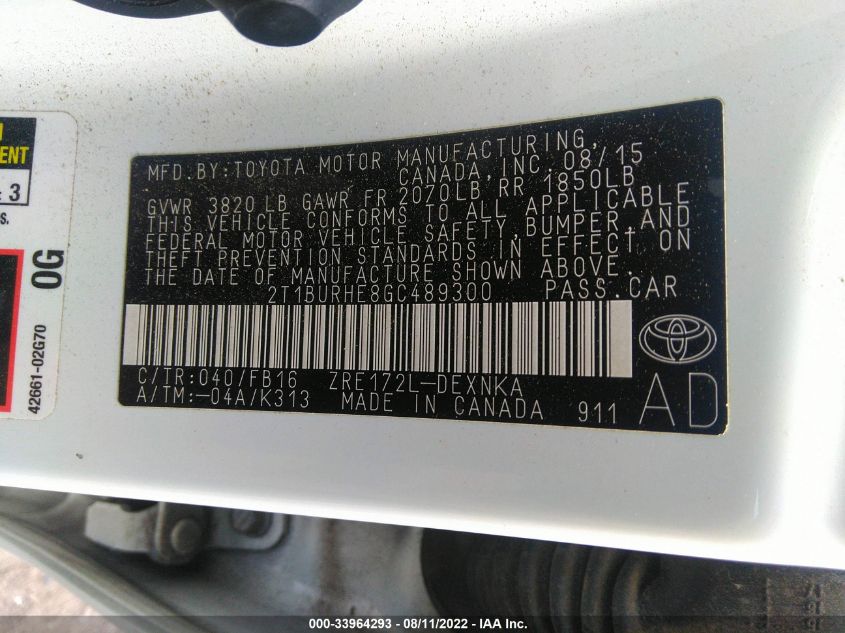 MFD.BY:TOYOTA MOTOR MANUFACTURING,
CANADA,INC. 08/15
GVWR 3820 LB GAWR FR 2070LB RR 1850LB
THIS VEHICLE CONFORMS TO ALL APPLICABLE
FEDERAL MOTOR VEHICLE SAFETY,BUMPER,AND
THEFT PREVENTION STANDARDS IN EFFECT ON
THE DATE OF MANUFACTURE SHOWN ABOVE.
2T1BURHE8GC489300 PASS.CAR
C/TR:040/FB16 ZRE172L-DEXNKA
A/TM:-04A/K313 MADE IN CANADA 911
AD
ENT
3
s.
0G
42661-02G70
000-33964293 - 08/11/2022 - IAA Inc.